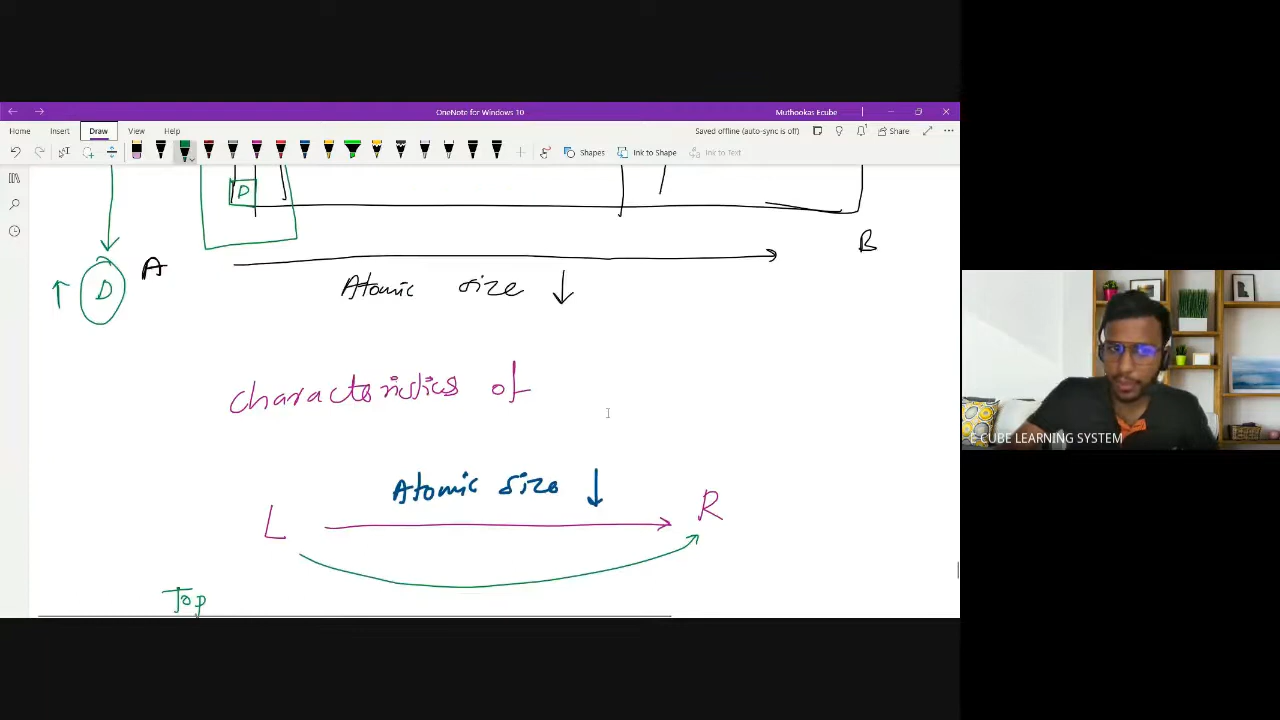 OneNote for Windows 10
Muthookas Ecube
Home Insert Draw View Help
Saved offline (auto-sync is off)
Share
Shapes
Ink to Shape
Ink to Text
D
A
B
D
Atomic size ↓
characteristics of
Atomic size ↓
L
R
Top
E CUBE LEARNING SYSTEM